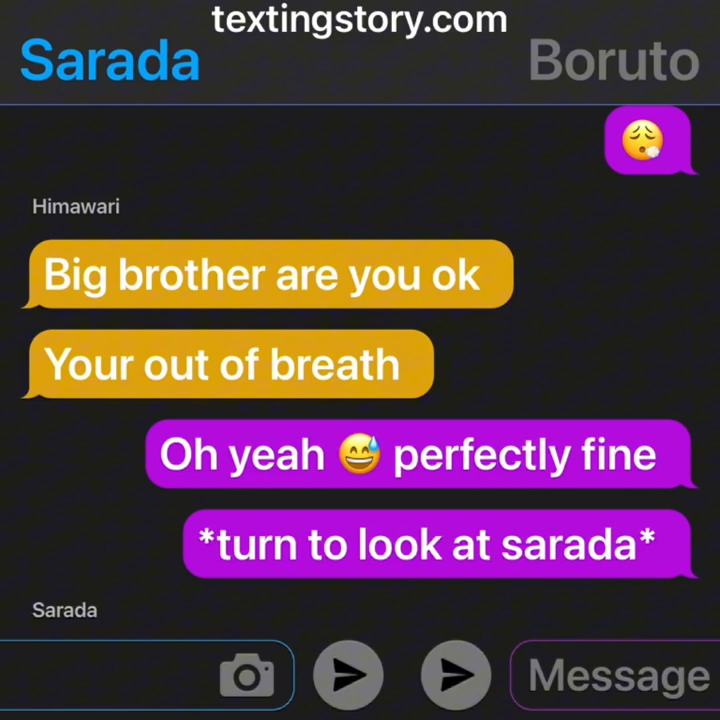 textingstory.com
Sarada Boruto
😮‍💨
Himawari
Big brother are you ok
Your out of breath
Oh yeah 😅 perfectly fine
*turn to look at sarada*
Sarada
Message